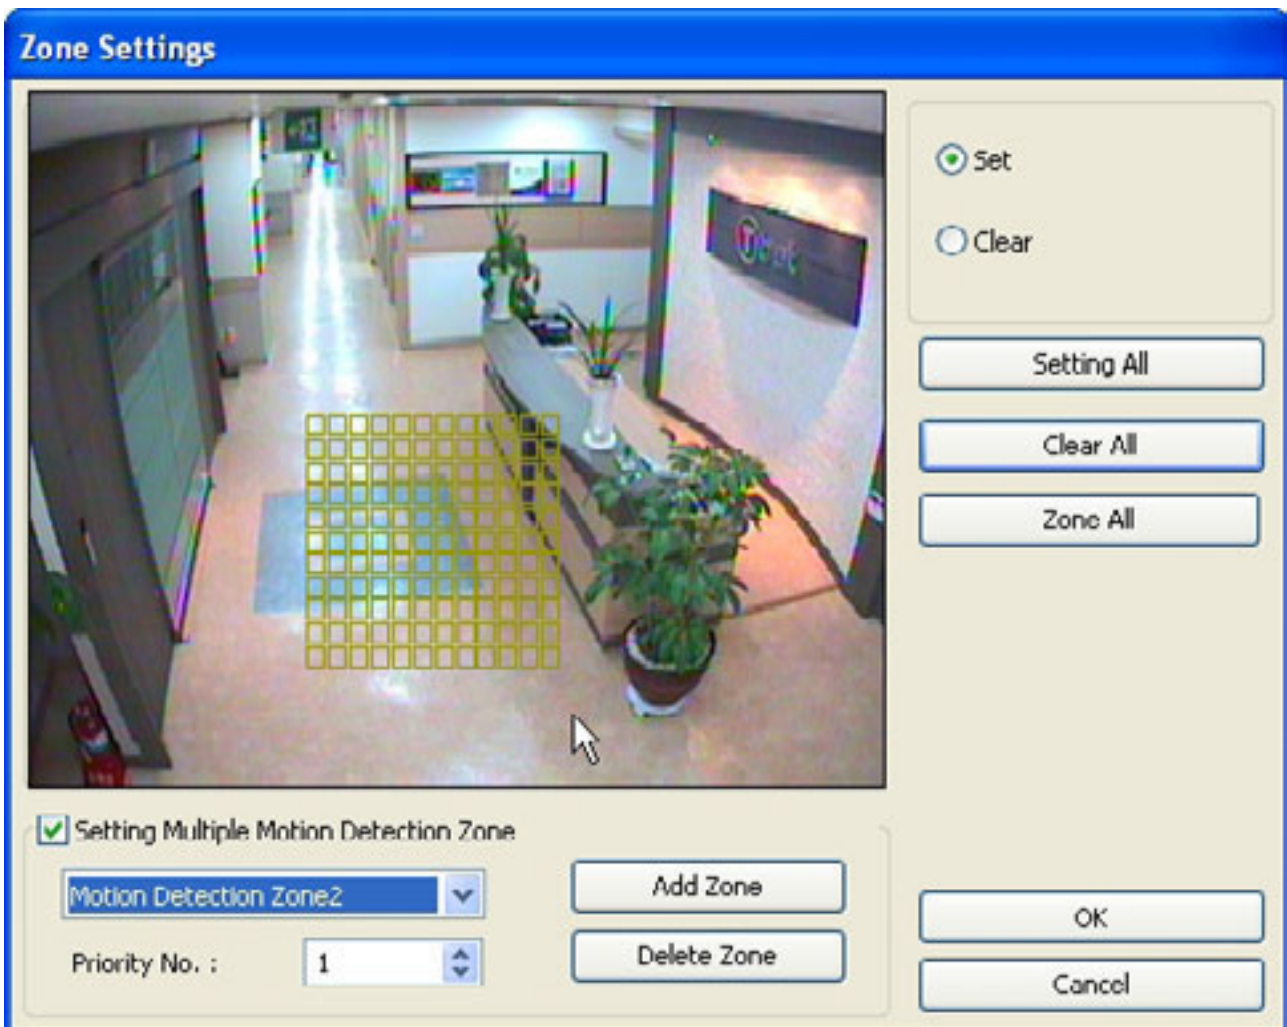 Zone Settings
Set
Clear
Setting All
Clear All
Zone All
Setting Multiple Motion Detection Zone
Motion Detection Zone2
Add Zone
Priority No. :
1
Delete Zone
OK
Cancel